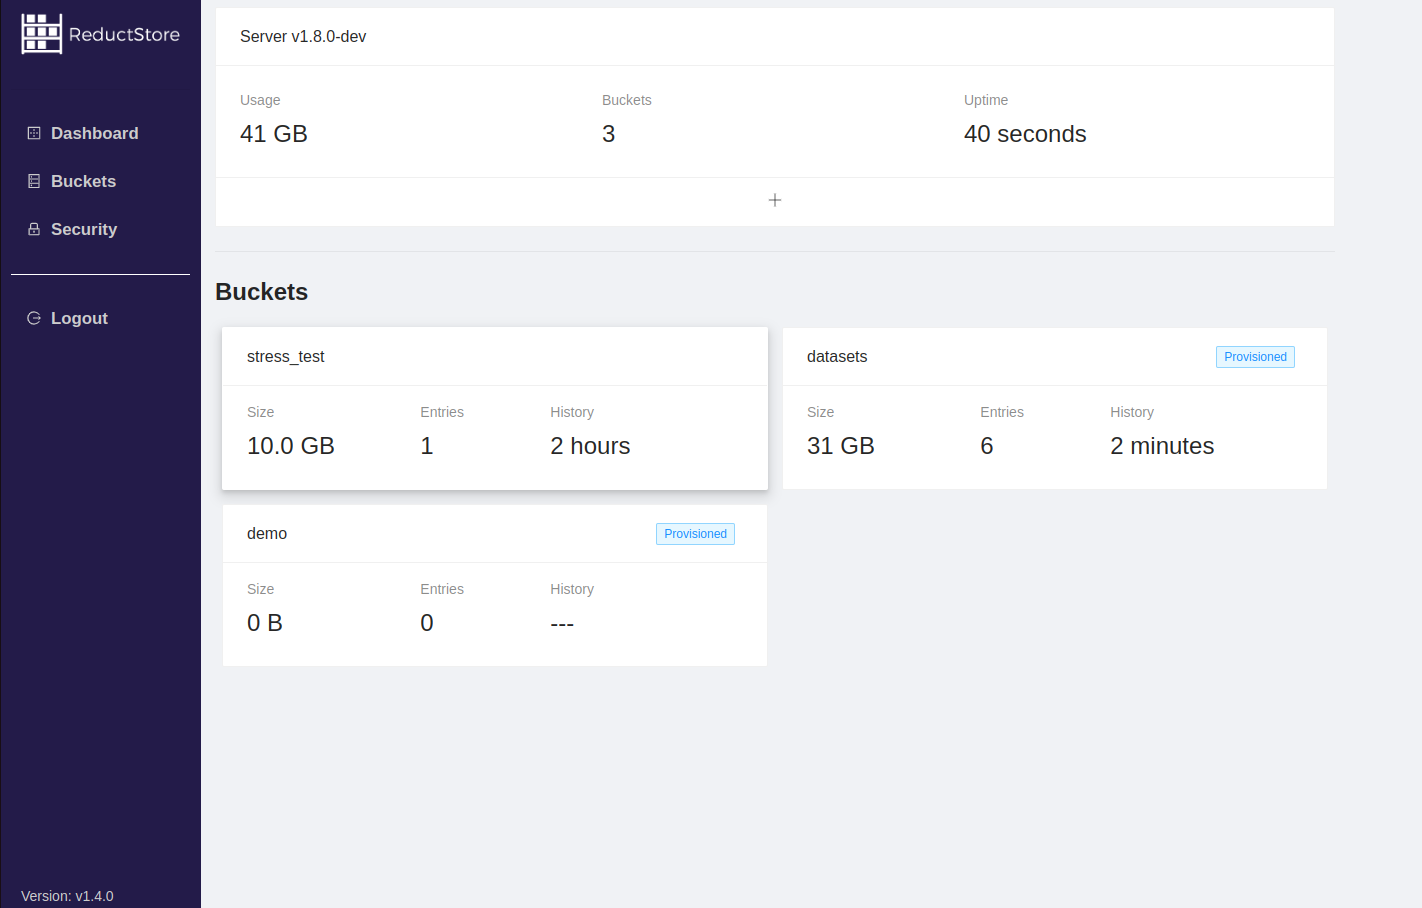 ReductStore
Dashboard
Buckets
Security
Logout
Version: v1.4.0
Server v1.8.0-dev
Usage Buckets Uptime
41 GB 3 40 seconds
Buckets
stress_test
Size Entries History
10.0 GB 1 2 hours
datasets Provisioned
Size Entries History
31 GB 6 2 minutes
demo Provisioned
Size Entries History
0 B 0 ---